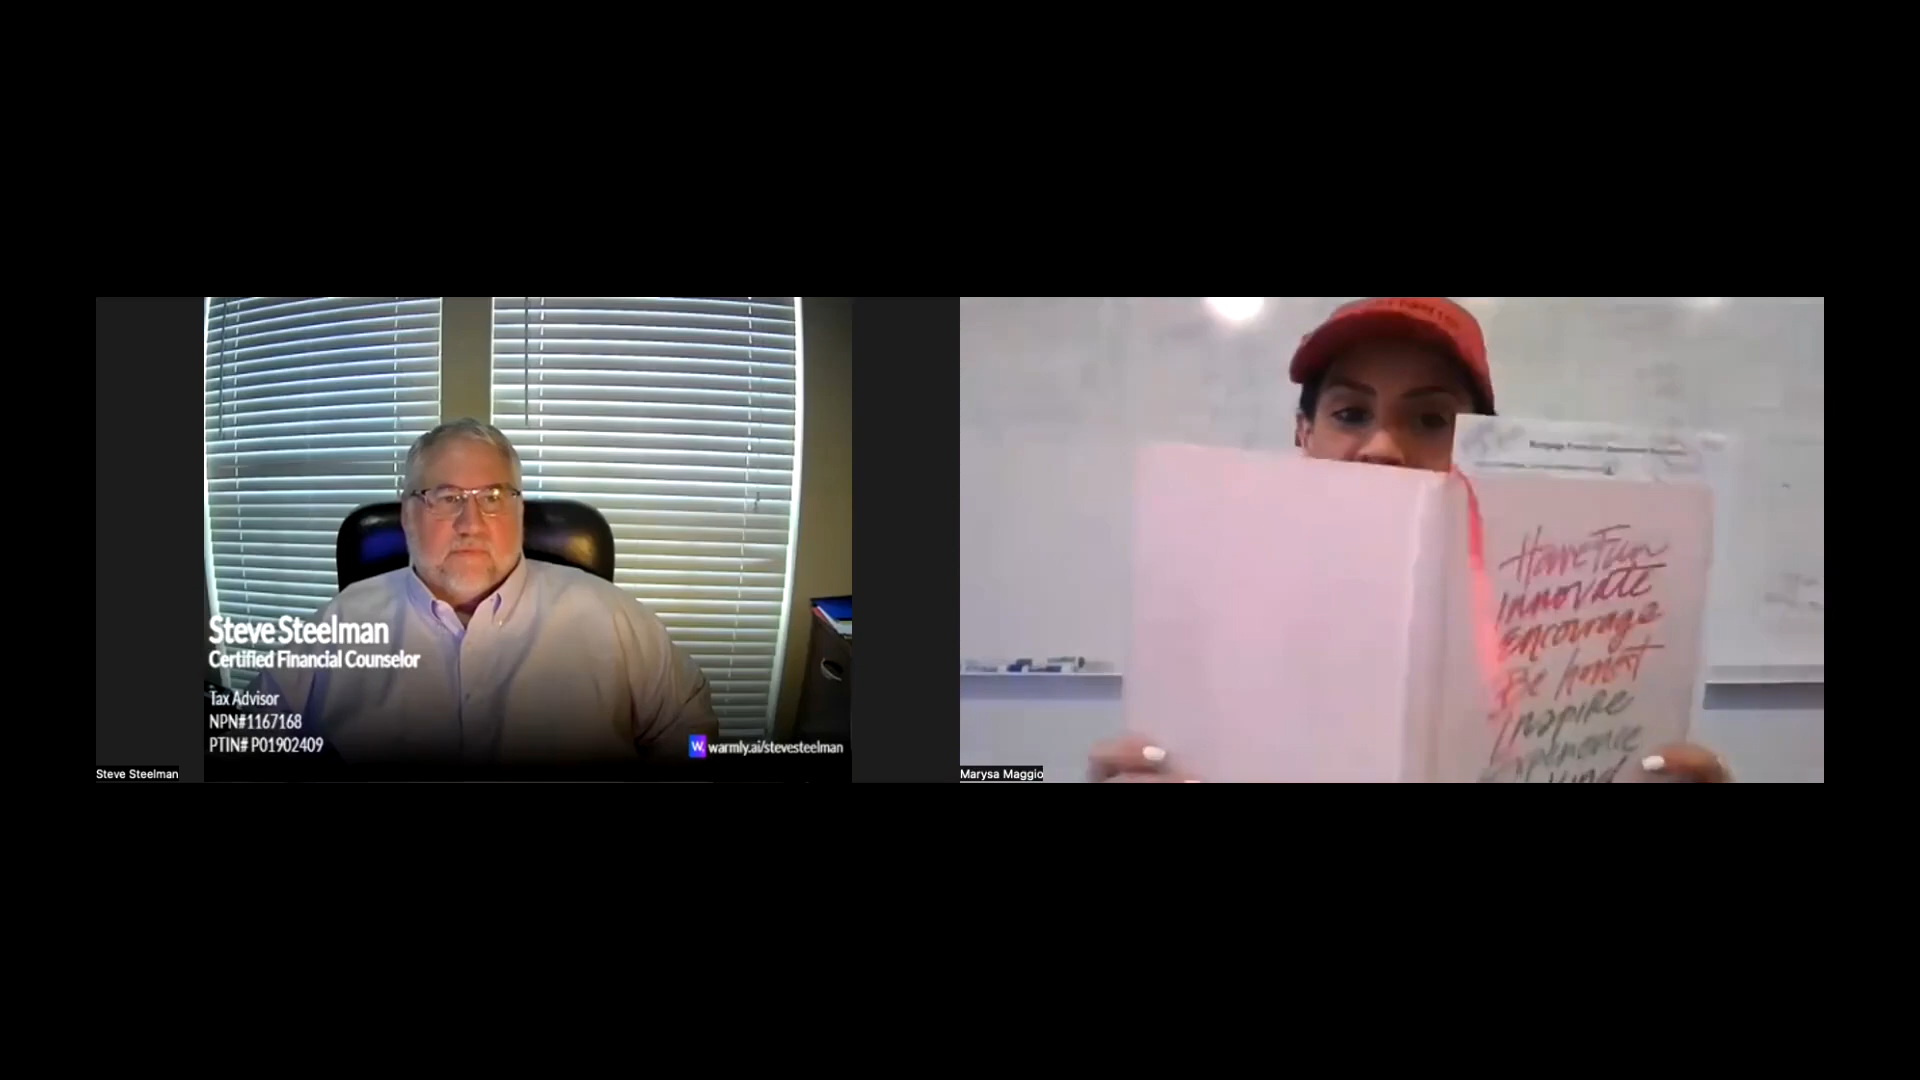 Steve Steelman
Certified Financial Counselor
Tax Advisor
NPN#1167168
PTIN# P01902409
W. warmly.ai/stevesteelman
Steve Steelman
Have Fun
Innovate
Encourage
Be honest
Inspire
Experience
Marysa Maggio